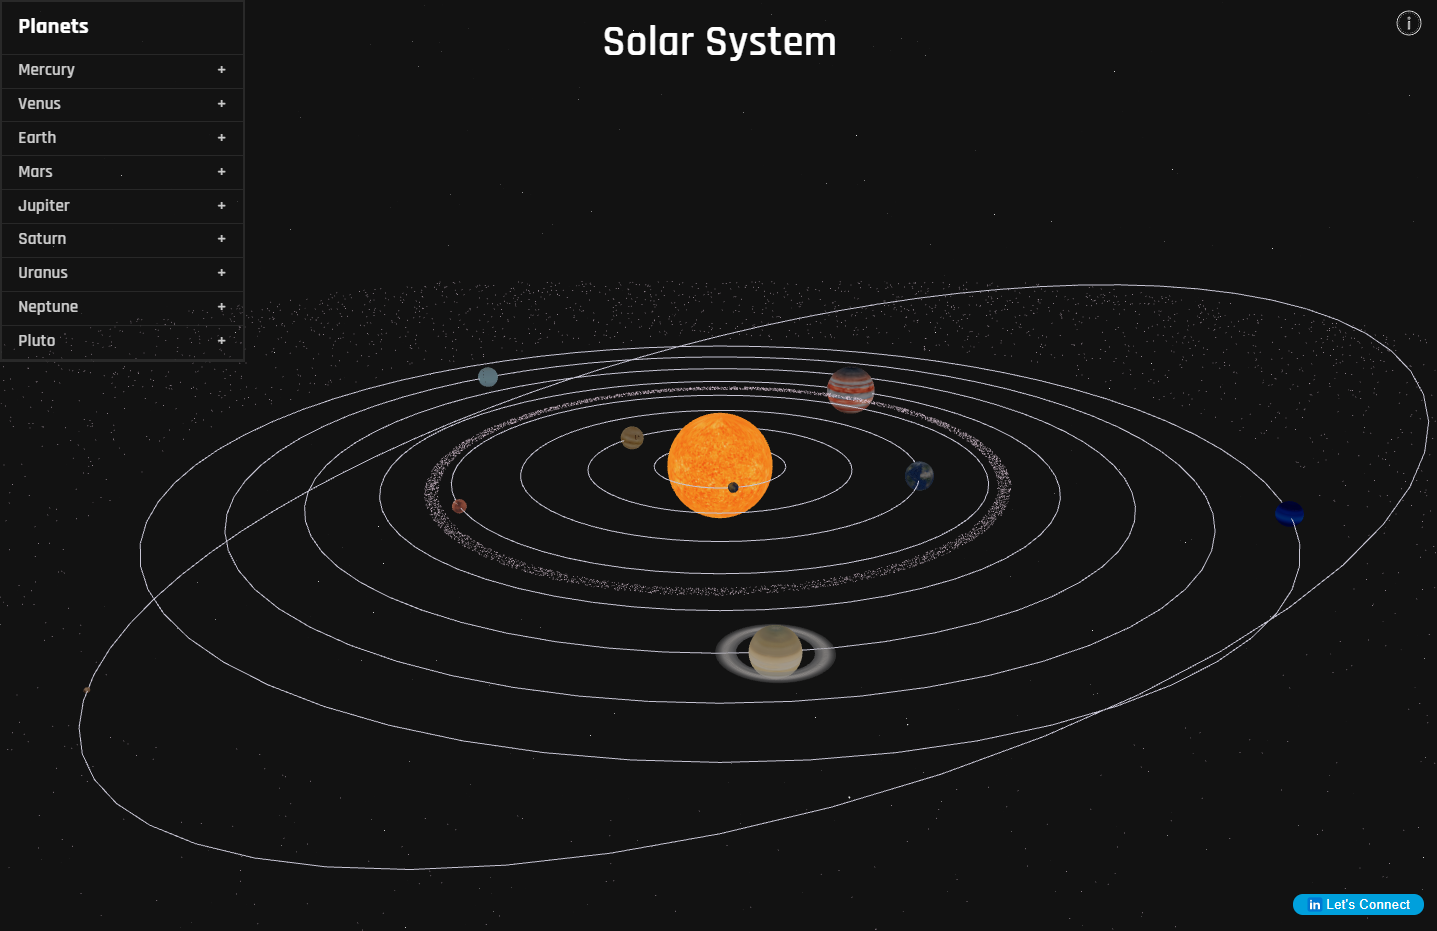 Solar System
i
Planets
Mercury +
Venus +
Earth +
Mars +
Jupiter +
Saturn +
Uranus +
Neptune +
Pluto +
in Let's Connect